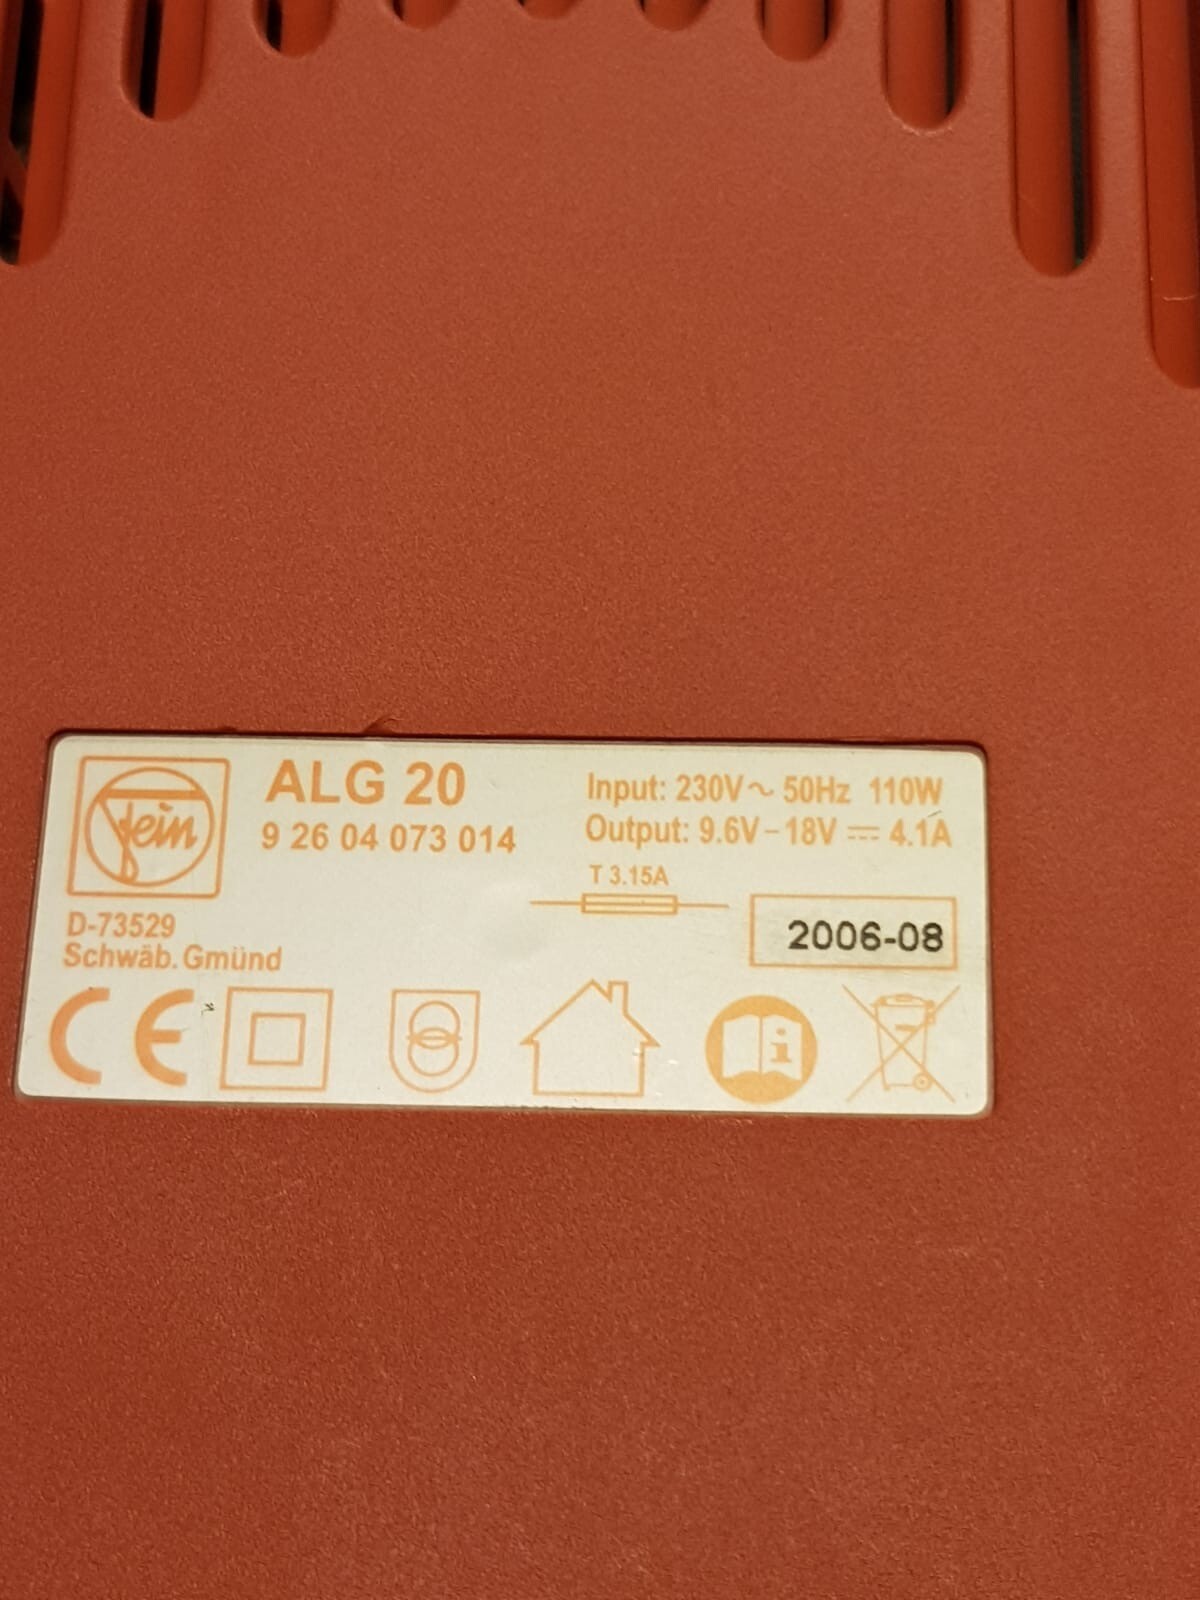 fein
ALG 20
9 26 04 073 014
Input: 230V ~ 50Hz 110W
Output: 9.6V – 18V ⎓ 4.1A
T 3.15A
D-73529
Schwäb. Gmünd
2006-08
CE
i